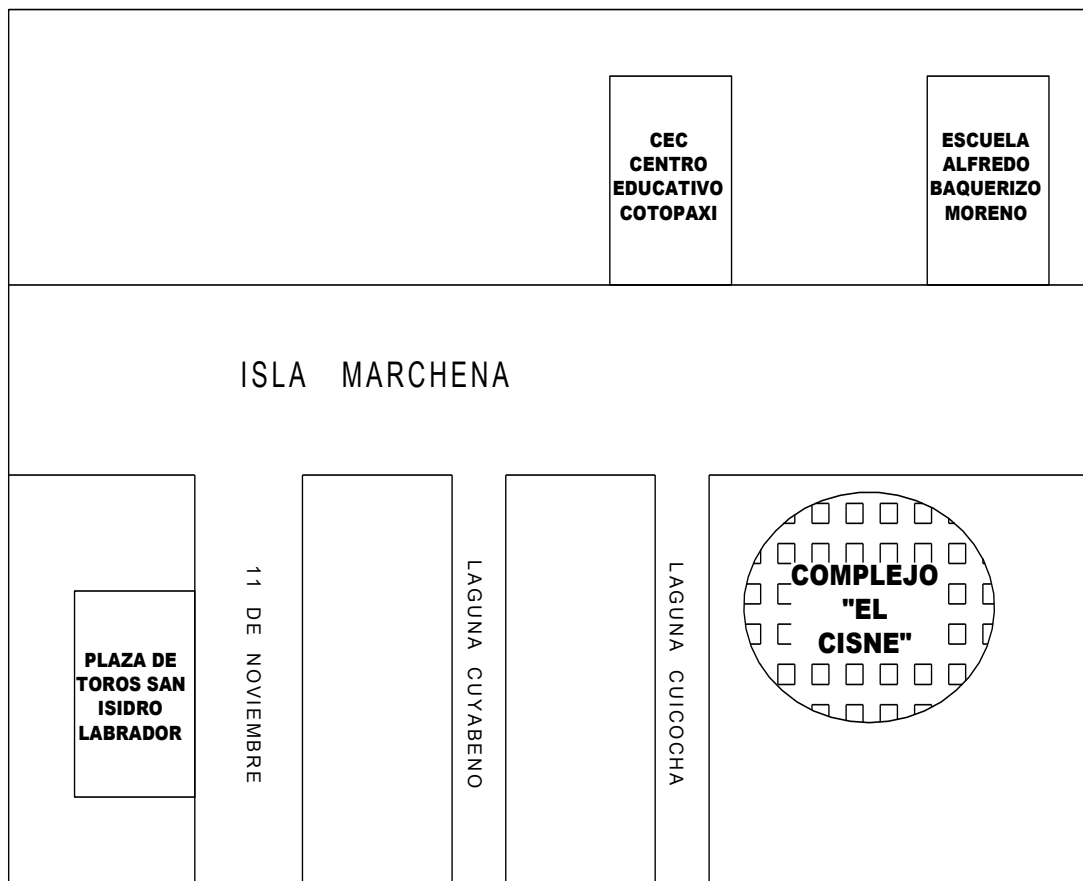 CEC
CENTRO
EDUCATIVO
COTOPAXI
ESCUELA
ALFREDO
BAQUERIZO
MORENO
ISLA MARCHENA
PLAZA DE
TOROS SAN
ISIDRO
LABRADOR
11 DE NOVIEMBRE
LAGUNA CUYABENO
LAGUNA CUICOCHA
COMPLEJO
"EL
CISNE"